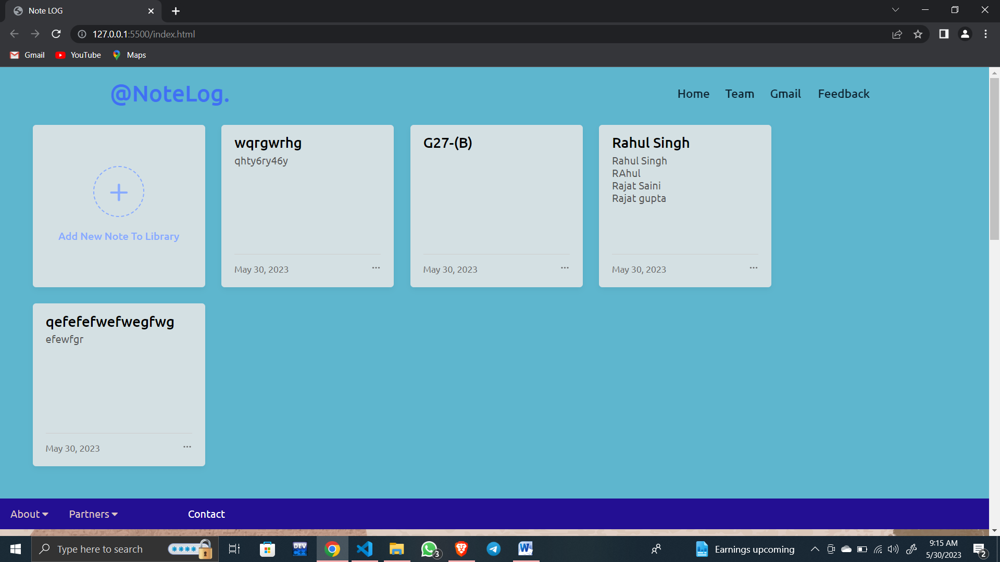 Note LOG
127.0.0.1:5500/index.html
Gmail YouTube Maps
@NoteLog.
Home Team Gmail Feedback
Add New Note To Library
wqrgwrhg
qhty6ry46y
May 30, 2023
G27-(B)
May 30, 2023
Rahul Singh
Rahul Singh
RAhul
Rajat Saini
Rajat gupta
May 30, 2023
qefefefwefwegfwg
efewfgr
May 30, 2023
About Partners Contact
Type here to search
****
DEV
C++
3
W
Earnings upcoming
9:15 AM
5/30/2023
2